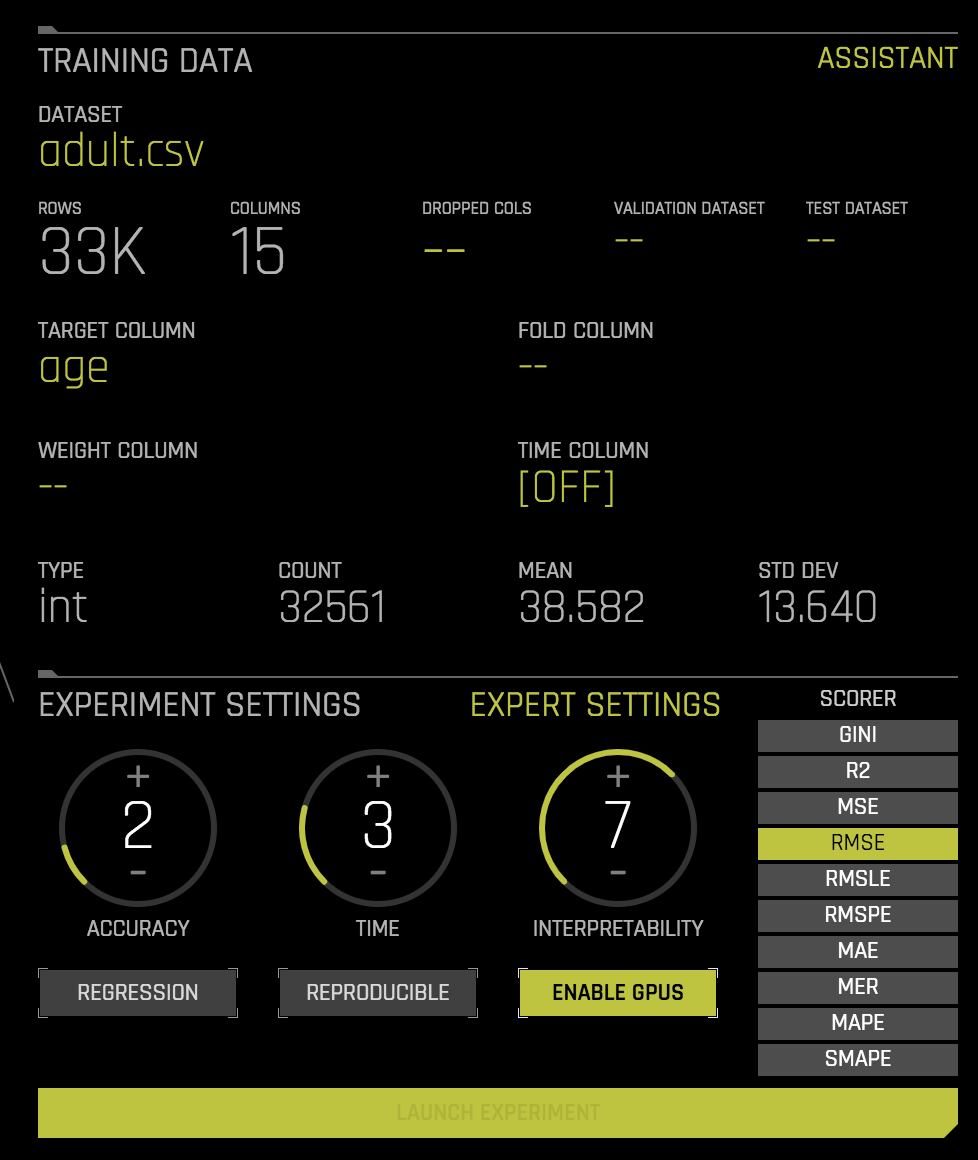 TRAINING DATA ASSISTANT
DATASET
adult.csv
ROWS COLUMNS DROPPED COLS VALIDATION DATASET TEST DATASET
33K 15 -- -- --
TARGET COLUMN FOLD COLUMN
age --
WEIGHT COLUMN TIME COLUMN
-- [OFF]
TYPE COUNT MEAN STD DEV
int 32561 38.582 13.640
EXPERIMENT SETTINGS EXPERT SETTINGS
+ + +
2 3 7
- - -
ACCURACY TIME INTERPRETABILITY
REGRESSION REPRODUCIBLE ENABLE GPUS
SCORER
GINI
R2
MSE
RMSE
RMSLE
RMSPE
MAE
MER
MAPE
SMAPE
LAUNCH EXPERIMENT